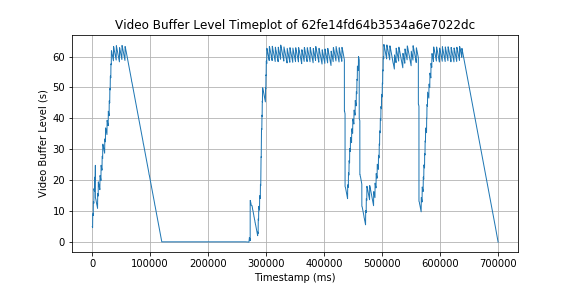 Video Buffer Level Timeplot of 62fe14fd64b3534a6e7022dc
60
50
40
30
20
10
0
Video Buffer Level (s)
0 100000 200000 300000 400000 500000 600000 700000
Timestamp (ms)